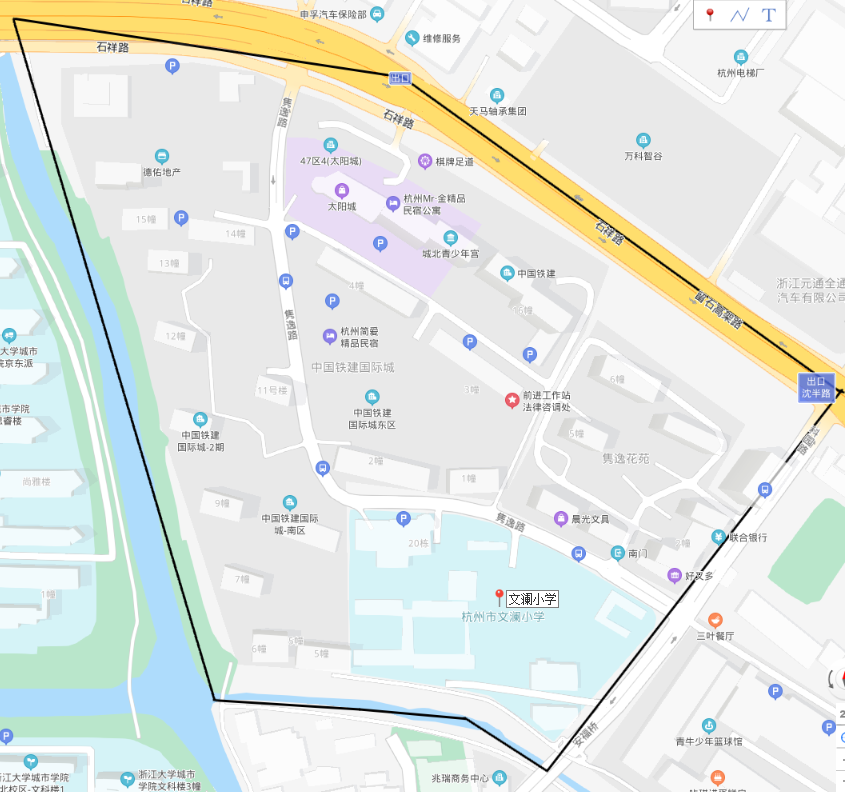 石祥路
申孚汽车保险部
T
石祥路
维修服务
P
出口
杭州电梯厂
隽逸路
石祥路
天马轴承集团
万科智谷
德佑地产
47区4(太阳城)
棋牌足道
太阳城
杭州Mr·金精品
民宿公寓
15幢
P
14幢
P
P
石祥路
城北青少年宫
13幢
中国铁建
4幢
P
15幢
浙江元通全通
汽车有限公司
留石高架路
隽逸路
12幢
杭州简爱
精品民宿
P
P
大学城市
院京东派
中国铁建国际城
11号楼
3幢
6幢
出口
沈半路
前进工作站
法律咨调处
市学院
思睿楼
中国铁建
国际城东区
中国铁建
国际城-2期
5幢
隽逸花苑
2幢
1幢
尚雅楼
9幢
中国铁建国际
城-南区
P
隽逸路
晨光文具
20栋
联合银行
南门
7幢
好又多
1幢
文澜小学
杭州市文澜小学
三叶餐厅
6幢
5幢
5幢
P
P
P
安福桥
青牛少年篮球馆
江大学城市学院
北校区-文科楼1
浙江大学城市
学院文科楼3幢
兆瑞商务中心